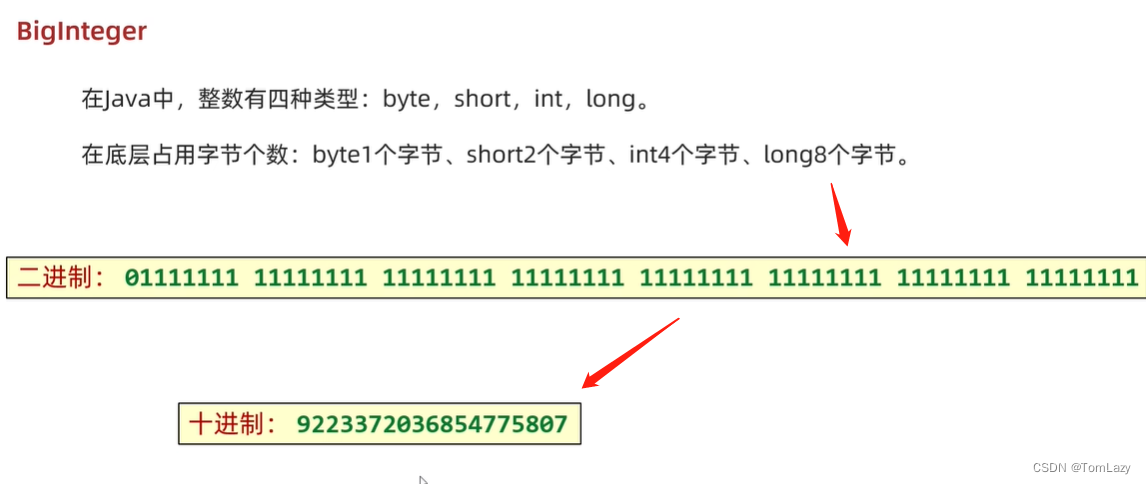 BigInteger
在Java中，整数有四种类型：byte，short，int，long。
在底层占用字节个数：byte1个字节、short2个字节、int4个字节、long8个字节。
二进制：01111111 11111111 11111111 11111111 11111111 11111111 11111111 11111111
十进制：9223372036854775807
CSDN @TomLazy